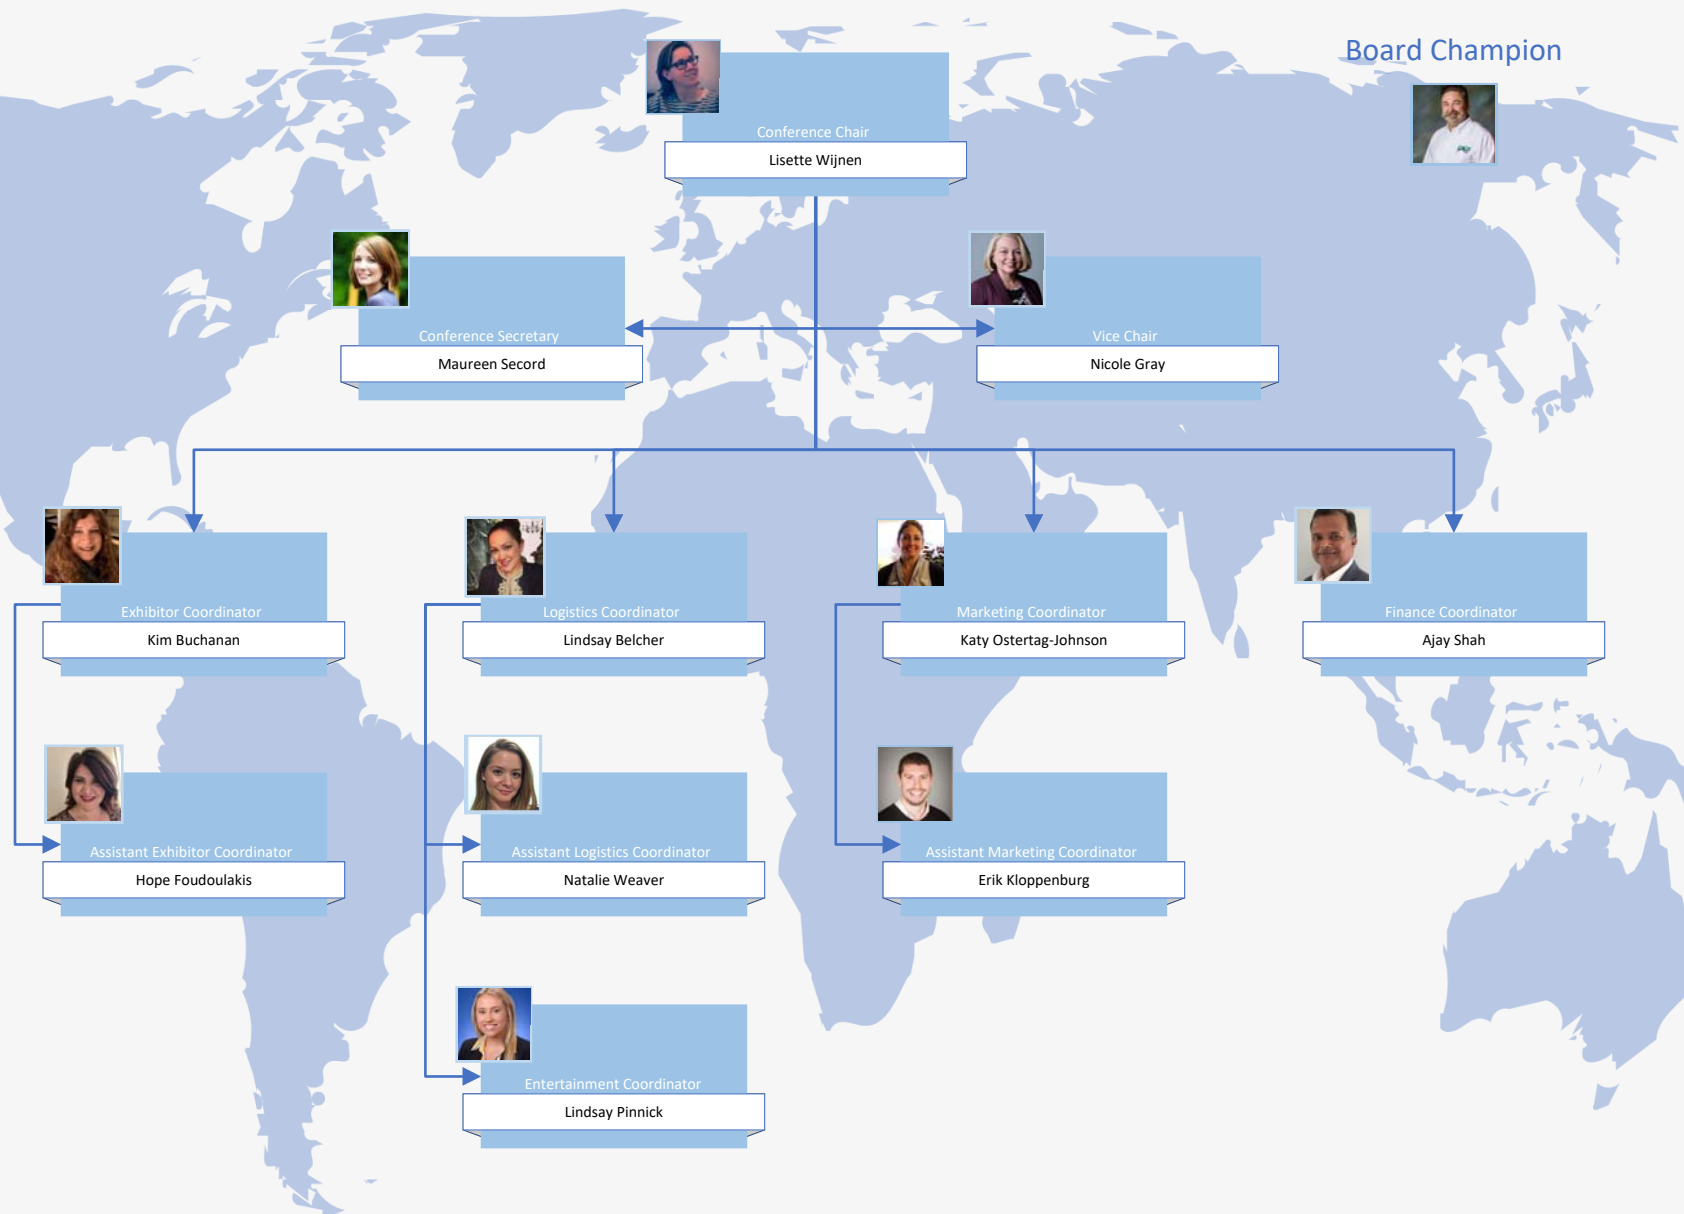 Board Champion
Conference Chair
Lisette Wijnen
Conference Secretary
Maureen Secord
Vice Chair
Nicole Gray
Exhibitor Coordinator
Kim Buchanan
Logistics Coordinator
Lindsay Belcher
Marketing Coordinator
Katy Ostertag-Johnson
Finance Coordinator
Ajay Shah
Assistant Exhibitor Coordinator
Hope Foudoulakis
Assistant Logistics Coordinator
Natalie Weaver
Assistant Marketing Coordinator
Erik Kloppenburg
Entertainment Coordinator
Lindsay Pinnick